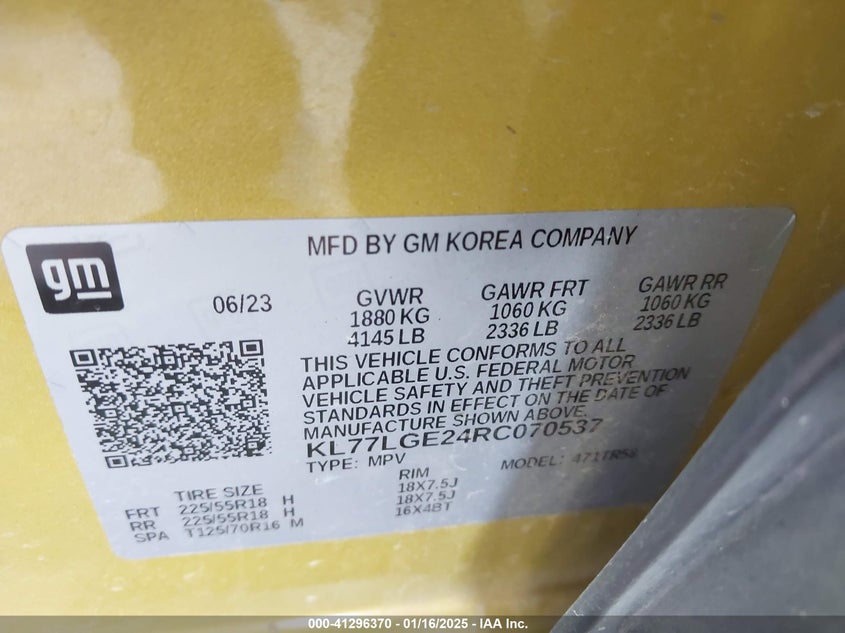 gm
MFD BY GM KOREA COMPANY
06/23
GVWR
1880 KG
4145 LB
GAWR FRT
1060 KG
2336 LB
GAWR RR
1060 KG
2336 LB
THIS VEHICLE CONFORMS TO ALL
APPLICABLE U.S. FEDERAL MOTOR
VEHICLE SAFETY AND THEFT PREVENTION
STANDARDS IN EFFECT ON THE DATE OF
MANUFACTURE SHOWN ABOVE.
KL77LGE24RC070537
TYPE: MPV MODEL: 471TR58
TIRE SIZE RIM
FRT 225/55R18 H 18X7.5J
RR 225/55R18 H 18X7.5J
SPA T125/70R16 M 16X4BT
000-41296370 - 01/16/2025 - IAA Inc.